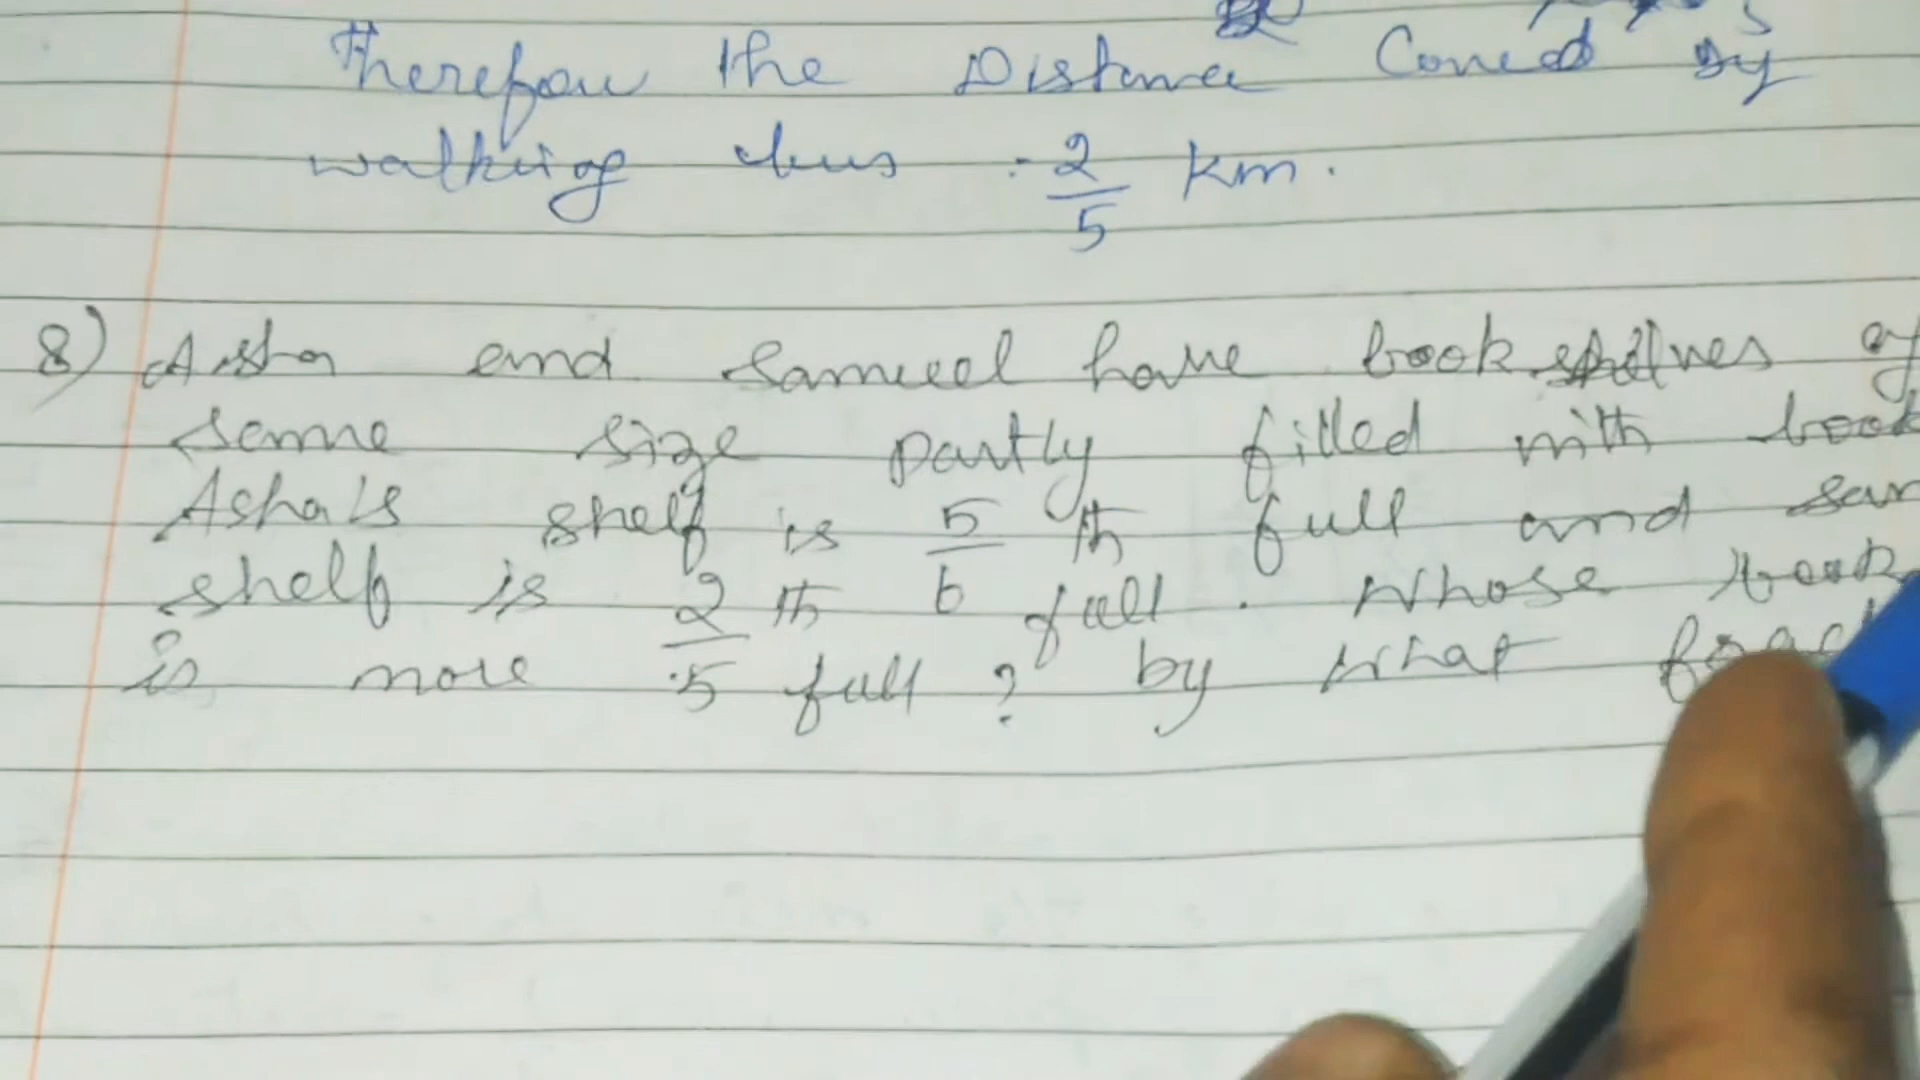 Therefore the Distance Covered by
walking thus = 2/5 km.
8) Asha and Samuel have book shelves of
same size partly filled with book
Asha's shelf is 5/6 th full and Sam
shelf is 2/5 th full. Whose book
is more full? by what frac